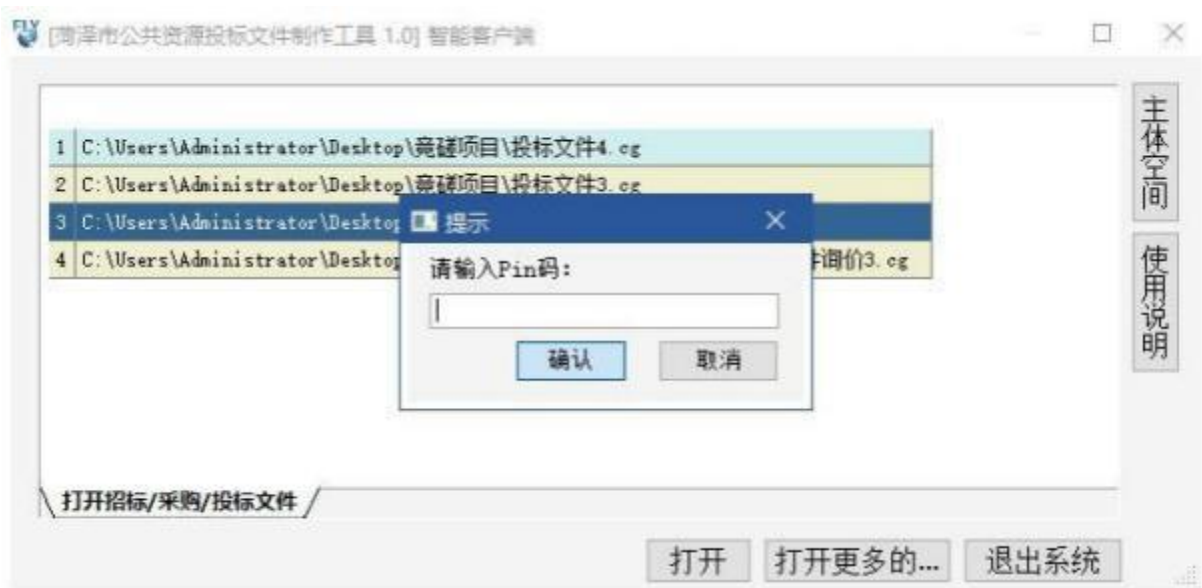 FLY [菏泽市公共资源投标文件制作工具 1.0] 智能客户端
主体空间
1 C:\Users\Administrator\Desktop\竞磋项目\投标文件4.cg
2 C:\Users\Administrator\Desktop\竞磋项目\投标文件3.cg
3 C:\Users\Administrator\Desktop
4 C:\Users\Administrator\Desktop 询价3.cg
提示
请输入Pin码:
确认 取消
使用说明
打开招标/采购/投标文件
打开 打开更多的... 退出系统